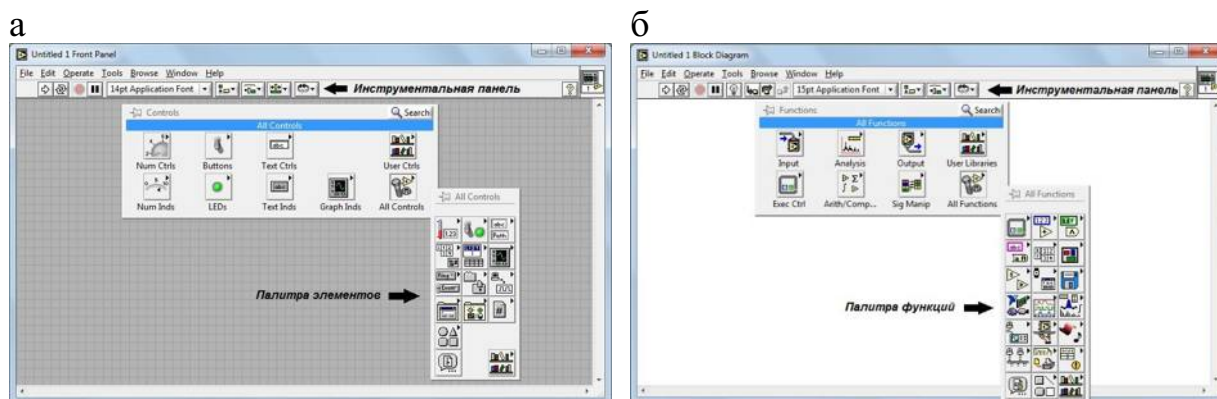 а
Untitled 1 Front Panel
File Edit Operate Tools Browse Window Help
14pt Application Font
Инструментальная панель
Controls
Search
All Controls
Num Ctrls Buttons Text Ctrls User Ctrls
Num Inds LEDs Text Inds Graph Inds All Controls
All Controls
1.23
abc
Path
Ring
Палитра элементов
б
Untitled 1 Block Diagram
File Edit Operate Tools Browse Window Help
15pt Application Font
Инструментальная панель
Functions
Search
All Functions
Input Analysis Output User Libraries
Exec Ctrl Arith/Comp... Sig Manip All Functions
All Functions
Палитра функций